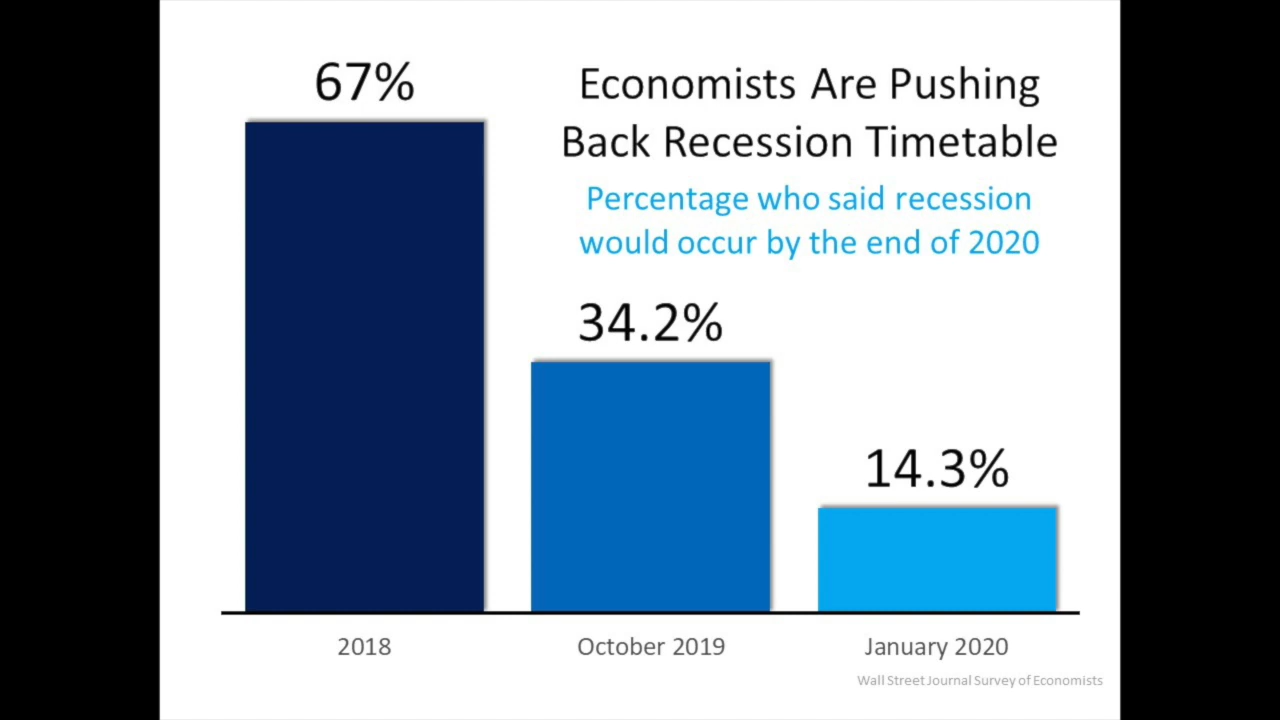 67%
Economists Are Pushing
Back Recession Timetable
Percentage who said recession
would occur by the end of 2020
34.2%
14.3%
2018
October 2019
January 2020
Wall Street Journal Survey of Economists